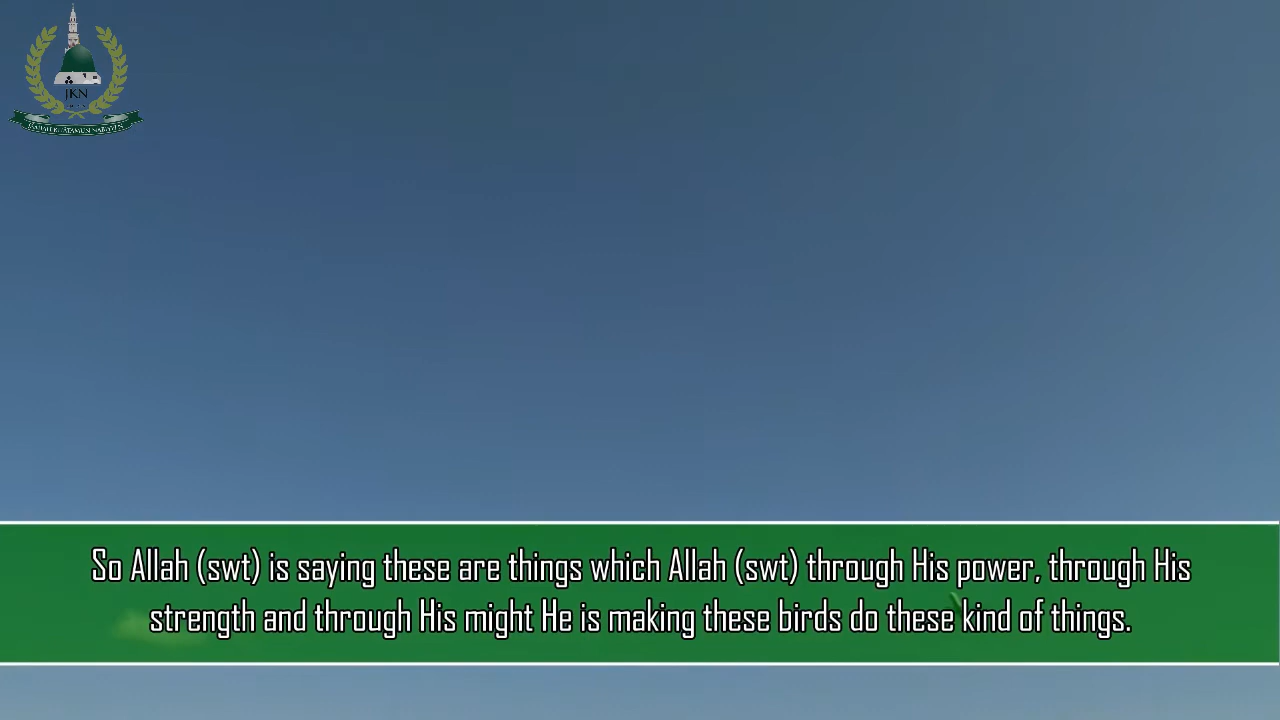 JKN
So Allah (swt) is saying these are things which Allah (swt) through His power, through His
strength and through His might He is making these birds do these kind of things.